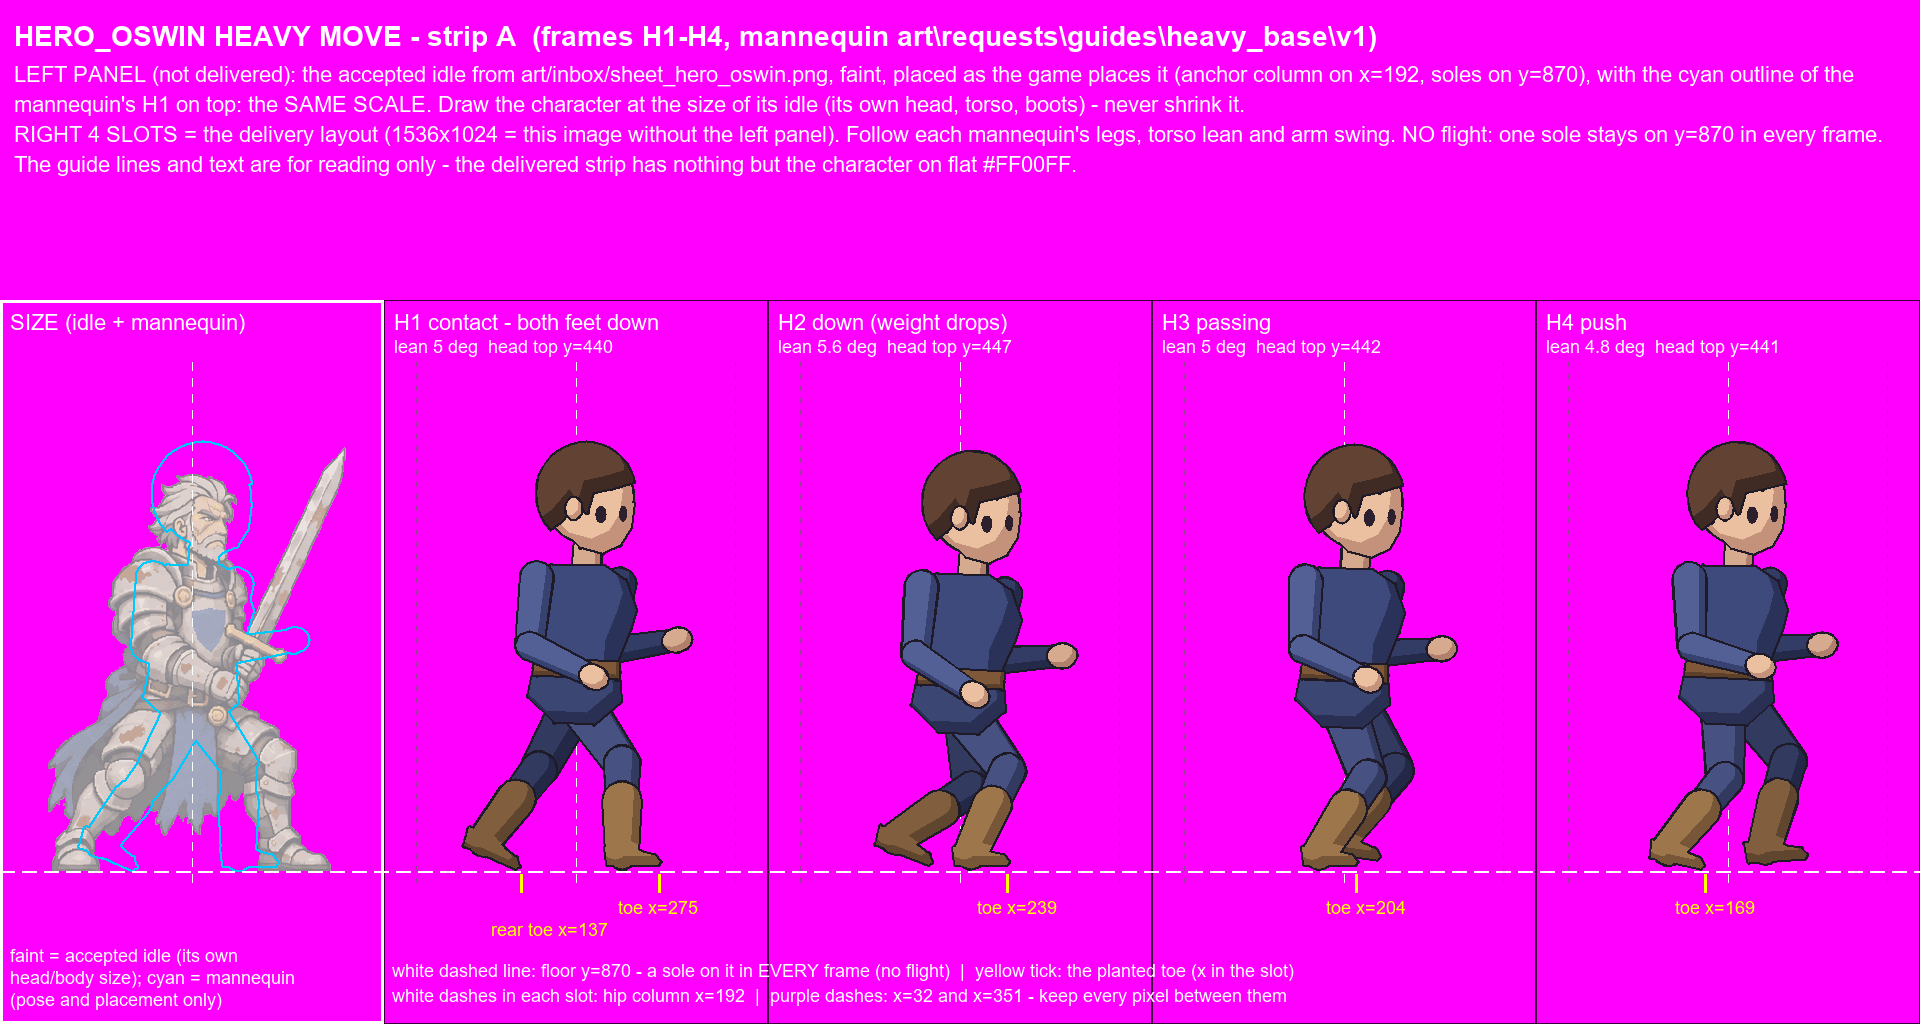 HERO_OSWIN HEAVY MOVE - strip A  (frames H1-H4, mannequin art\requests\guides\heavy_base\v1)
LEFT PANEL (not delivered): the accepted idle from art/inbox/sheet_hero_oswin.png, faint, placed as the game places it (anchor column on x=192, soles on y=870), with the cyan outline of the
mannequin's H1 on top: the SAME SCALE. Draw the character at the size of its idle (its own head, torso, boots) - never shrink it.
RIGHT 4 SLOTS = the delivery layout (1536x1024 = this image without the left panel). Follow each mannequin's legs, torso lean and arm swing. NO flight: one sole stays on y=870 in every frame.
The guide lines and text are for reading only - the delivered strip has nothing but the character on flat #FF00FF.
SIZE (idle + mannequin)
H1 contact - both feet down
lean 5 deg  head top y=440
H2 down (weight drops)
lean 5.6 deg  head top y=447
H3 passing
lean 5 deg  head top y=442
H4 push
lean 4.8 deg  head top y=441
toe x=275
rear toe x=137
toe x=239
toe x=204
toe x=169
faint = accepted idle (its own
head/body size); cyan = mannequin
(pose and placement only)
white dashed line: floor y=870 - a sole on it in EVERY frame (no flight)  |  yellow tick: the planted toe (x in the slot)
white dashes in each slot: hip column x=192  |  purple dashes: x=32 and x=351 - keep every pixel between them